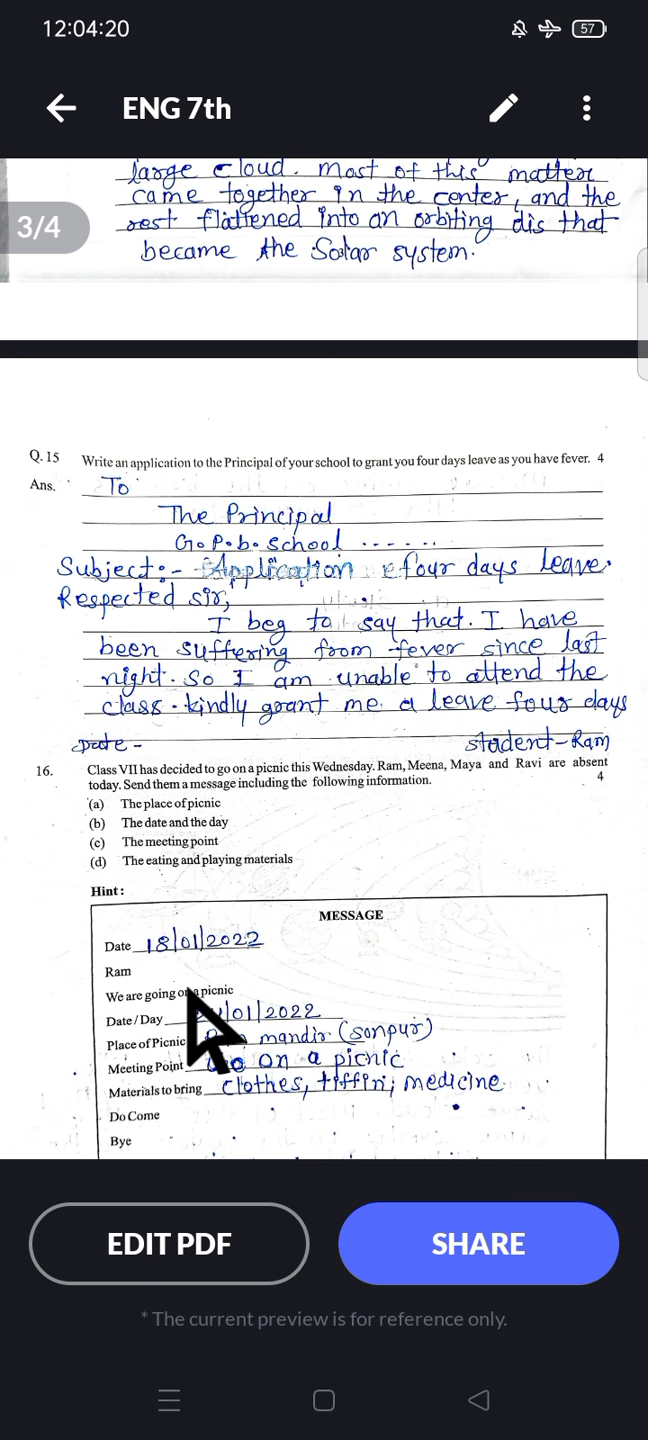 12:04:20
57
ENG 7th
large cloud. most of this matter
came together in the center, and the
3/4
rest flattened into an orbiting dis that
became the Solar system.
Q. 15 Write an application to the Principal of your school to grant you four days leave as you have fever. 4
Ans. To
The Principal
G.P.b. School ......
Subject:- Application four days leave.
Respected sir,
I beg to say that. I have
been suffering from fever since last
night. so I am unable to attend the
class. kindly grant me a leave four days
Date - student-Ram
16. Class VII has decided to go on a picnic this Wednesday. Ram, Meena, Maya and Ravi are absent
today. Send them a message including the following information. 4
(a) The place of picnic
(b) The date and the day
(c) The meeting point
(d) The eating and playing materials
Hint :
MESSAGE
Date 18/01/2022
Ram
We are going on a picnic
Date / Day /01/2022
Place of Picnic mandir (sonpur)
Meeting Point on a picnic
Materials to bring clothes, tiffin, medicine
Do Come
Bye
EDIT PDF
SHARE
* The current preview is for reference only.